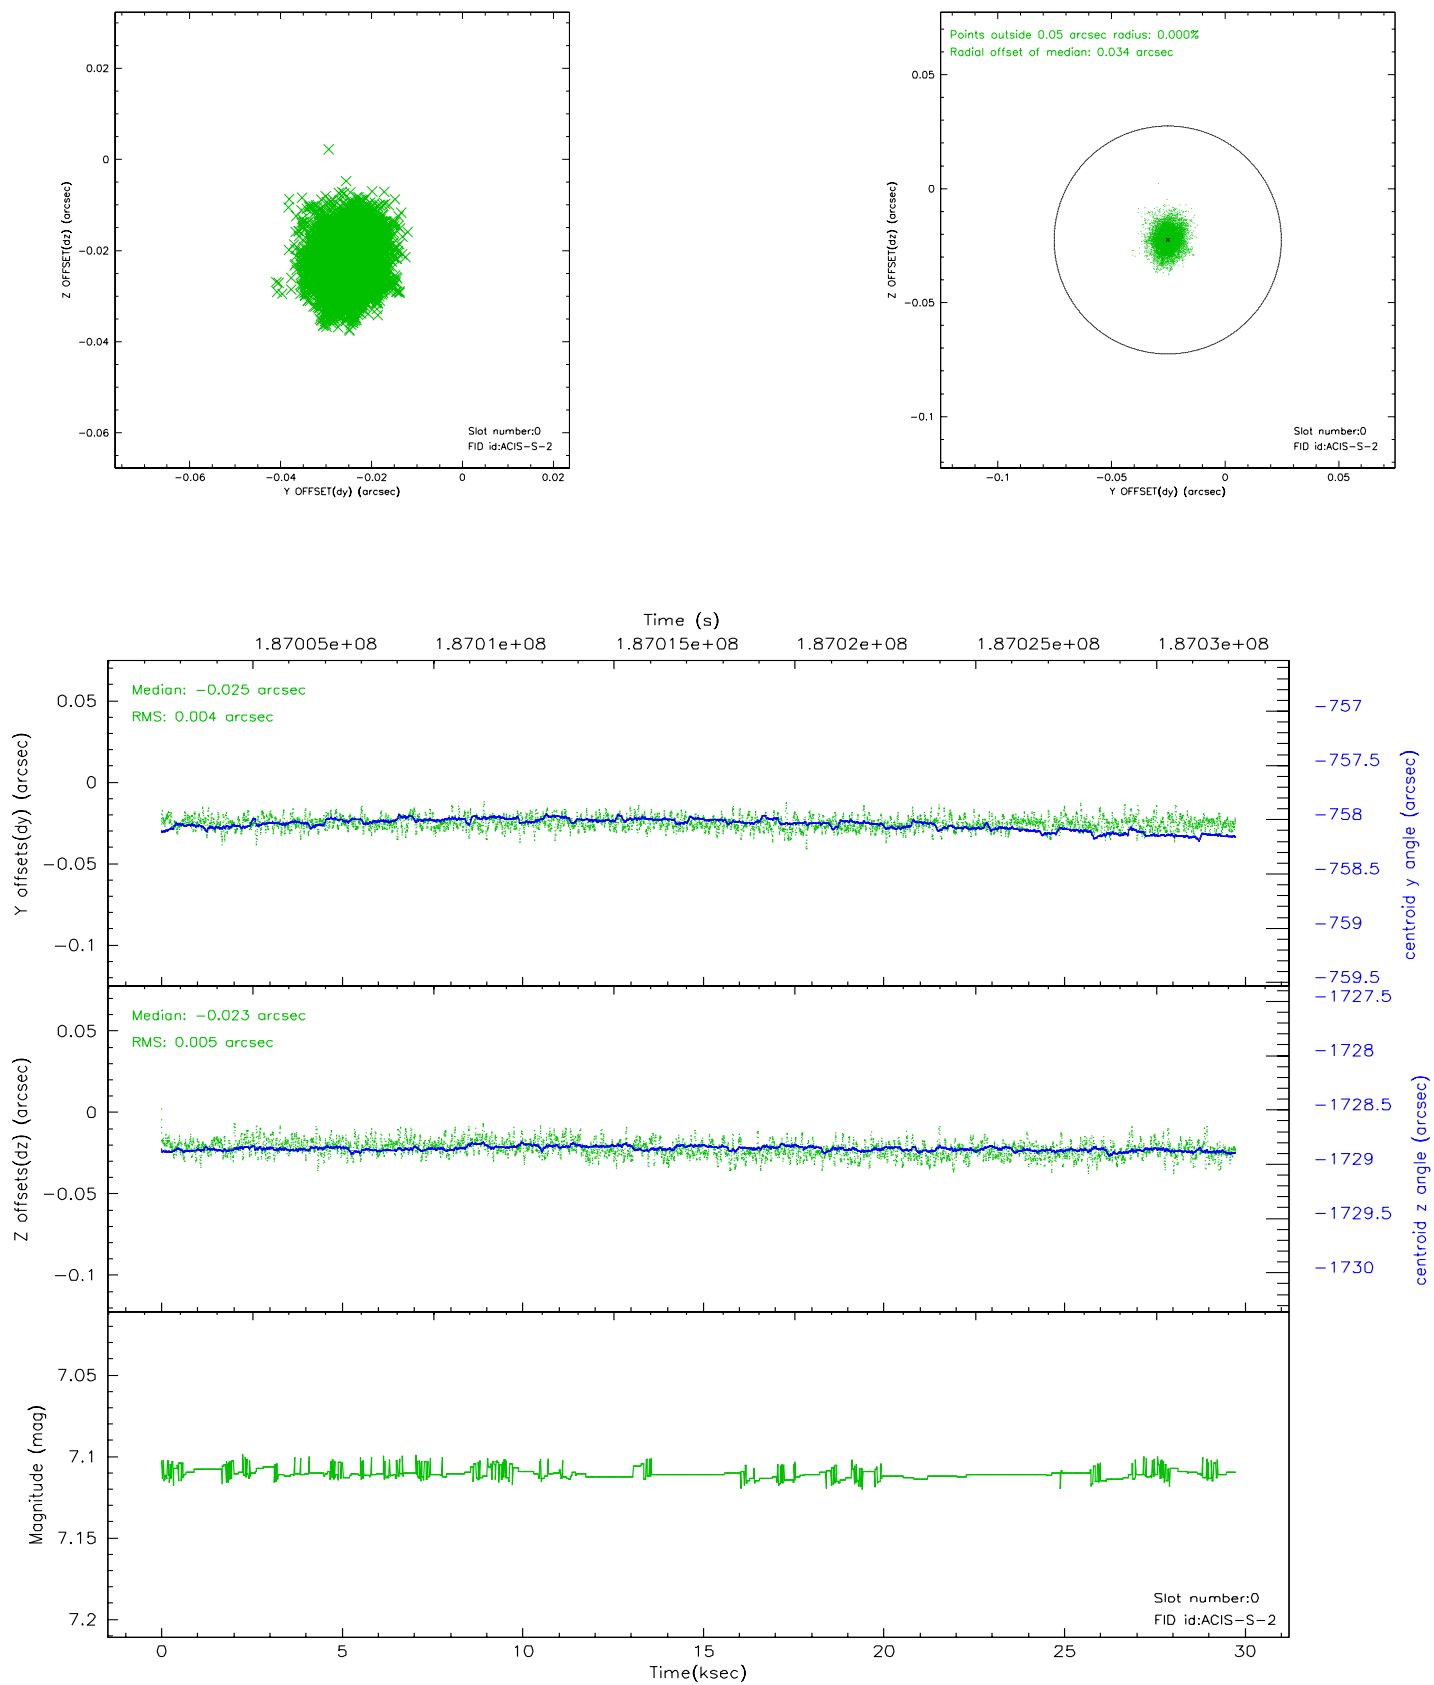 0.02
0
-0.02
-0.04
-0.06
Z OFFSET(dz) (arcsec)
Slot number:0
FID id:ACIS-S-2
-0.06 -0.04 -0.02 0 0.02
Y OFFSET(dy) (arcsec)
Points outside 0.05 arcsec radius: 0.000%
Radial offset of median: 0.034 arcsec
0.05
0
-0.05
-0.1
Z OFFSET(dz) (arcsec)
Slot number:0
FID id:ACIS-S-2
-0.1 -0.05 0 0.05
Y OFFSET(dy) (arcsec)
Time (s)
1.87005e+08 1.8701e+08 1.87015e+08 1.8702e+08 1.87025e+08 1.8703e+08
Median: -0.025 arcsec
RMS: 0.004 arcsec
0.05
0
-0.05
-0.1
Y offsets(dy) (arcsec)
-757
-757.5
-758
-758.5
-759
-759.5
centroid y angle (arcsec)
Median: -0.023 arcsec
RMS: 0.005 arcsec
0.05
0
-0.05
-0.1
Z offsets(dz) (arcsec)
-1727.5
-1728
-1728.5
-1729
-1729.5
-1730
centroid z angle (arcsec)
7.05
7.1
7.15
7.2
Magnitude (mag)
Slot number:0
FID id:ACIS-S-2
0 5 10 15 20 25 30
Time(ksec)